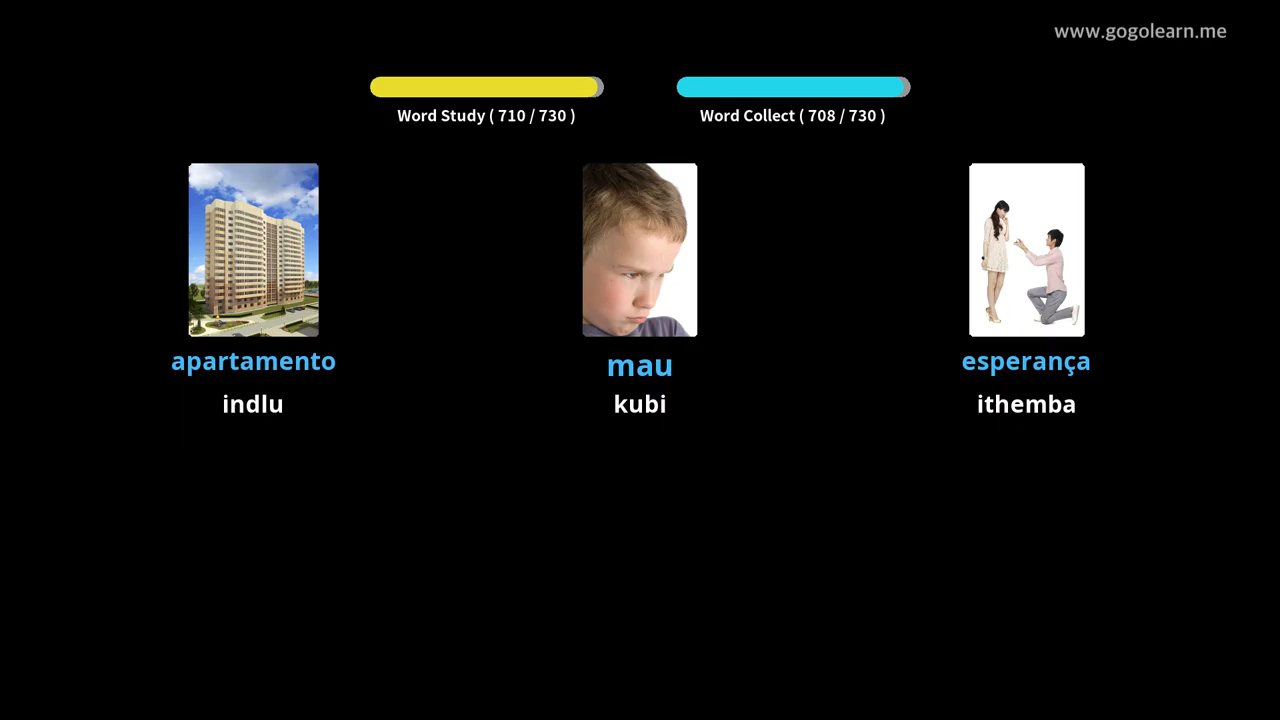 www.gogolearn.me
Word Study ( 710 / 730 )
Word Collect ( 708 / 730 )
apartamento
mau
esperança
indlu
kubi
ithemba